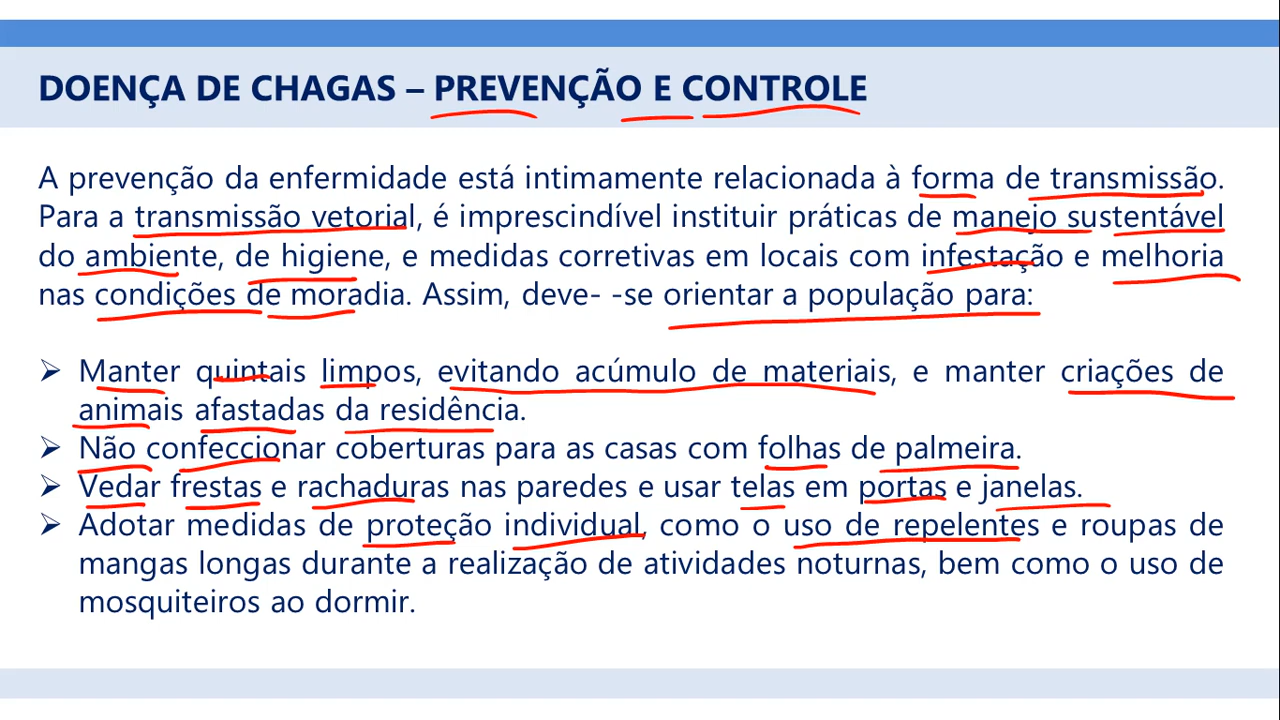 DOENÇA DE CHAGAS – PREVENÇÃO E CONTROLE
A prevenção da enfermidade está intimamente relacionada à forma de transmissão.
Para a transmissão vetorial, é imprescindível instituir práticas de manejo sustentável
do ambiente, de higiene, e medidas corretivas em locais com infestação e melhoria
nas condições de moradia. Assim, deve- -se orientar a população para:
➢ Manter quintais limpos, evitando acúmulo de materiais, e manter criações de
animais afastadas da residência.
➢ Não confeccionar coberturas para as casas com folhas de palmeira.
➢ Vedar frestas e rachaduras nas paredes e usar telas em portas e janelas.
➢ Adotar medidas de proteção individual, como o uso de repelentes e roupas de
mangas longas durante a realização de atividades noturnas, bem como o uso de
mosquiteiros ao dormir.